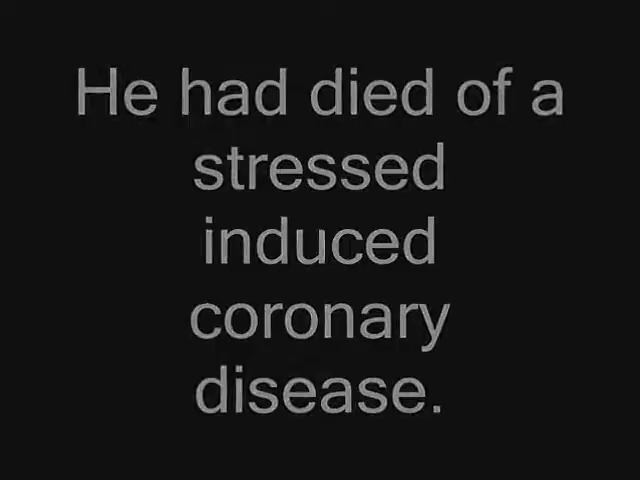 He had died of a
stressed
induced
coronary
disease.